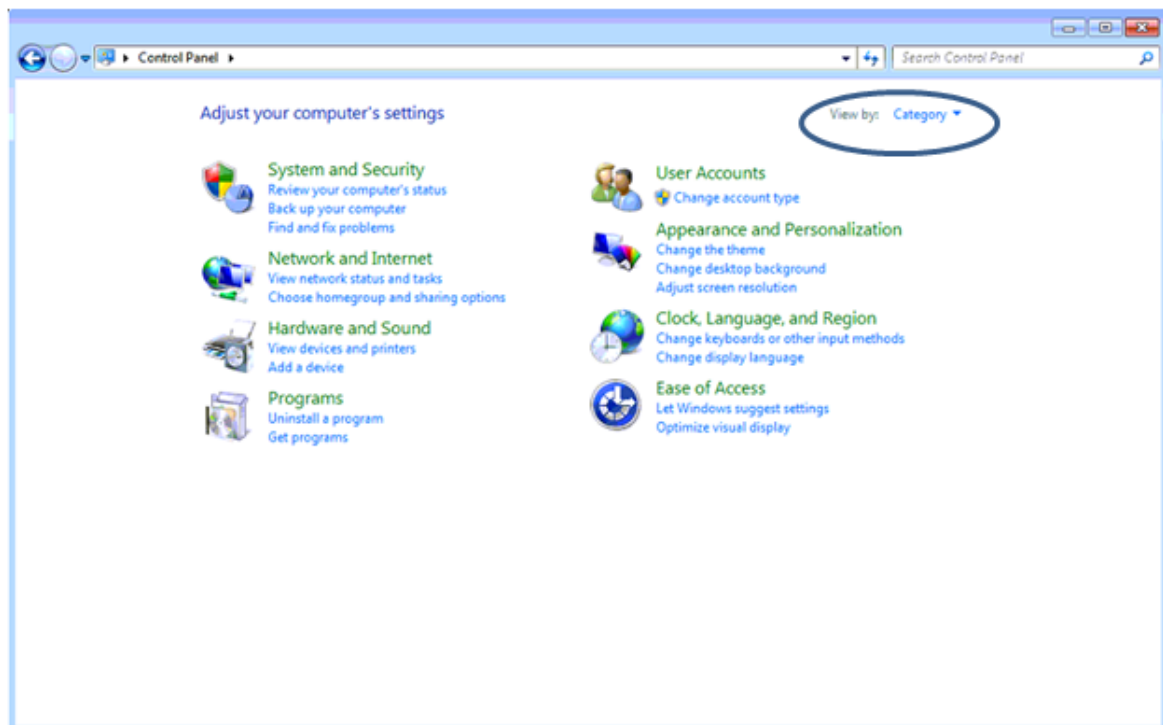 Control Panel
Search Control Panel
Adjust your computer's settings
View by: Category
System and Security
Review your computer's status
Back up your computer
Find and fix problems
Network and Internet
View network status and tasks
Choose homegroup and sharing options
Hardware and Sound
View devices and printers
Add a device
Programs
Uninstall a program
Get programs
User Accounts
Change account type
Appearance and Personalization
Change the theme
Change desktop background
Adjust screen resolution
Clock, Language, and Region
Change keyboards or other input methods
Change display language
Ease of Access
Let Windows suggest settings
Optimize visual display